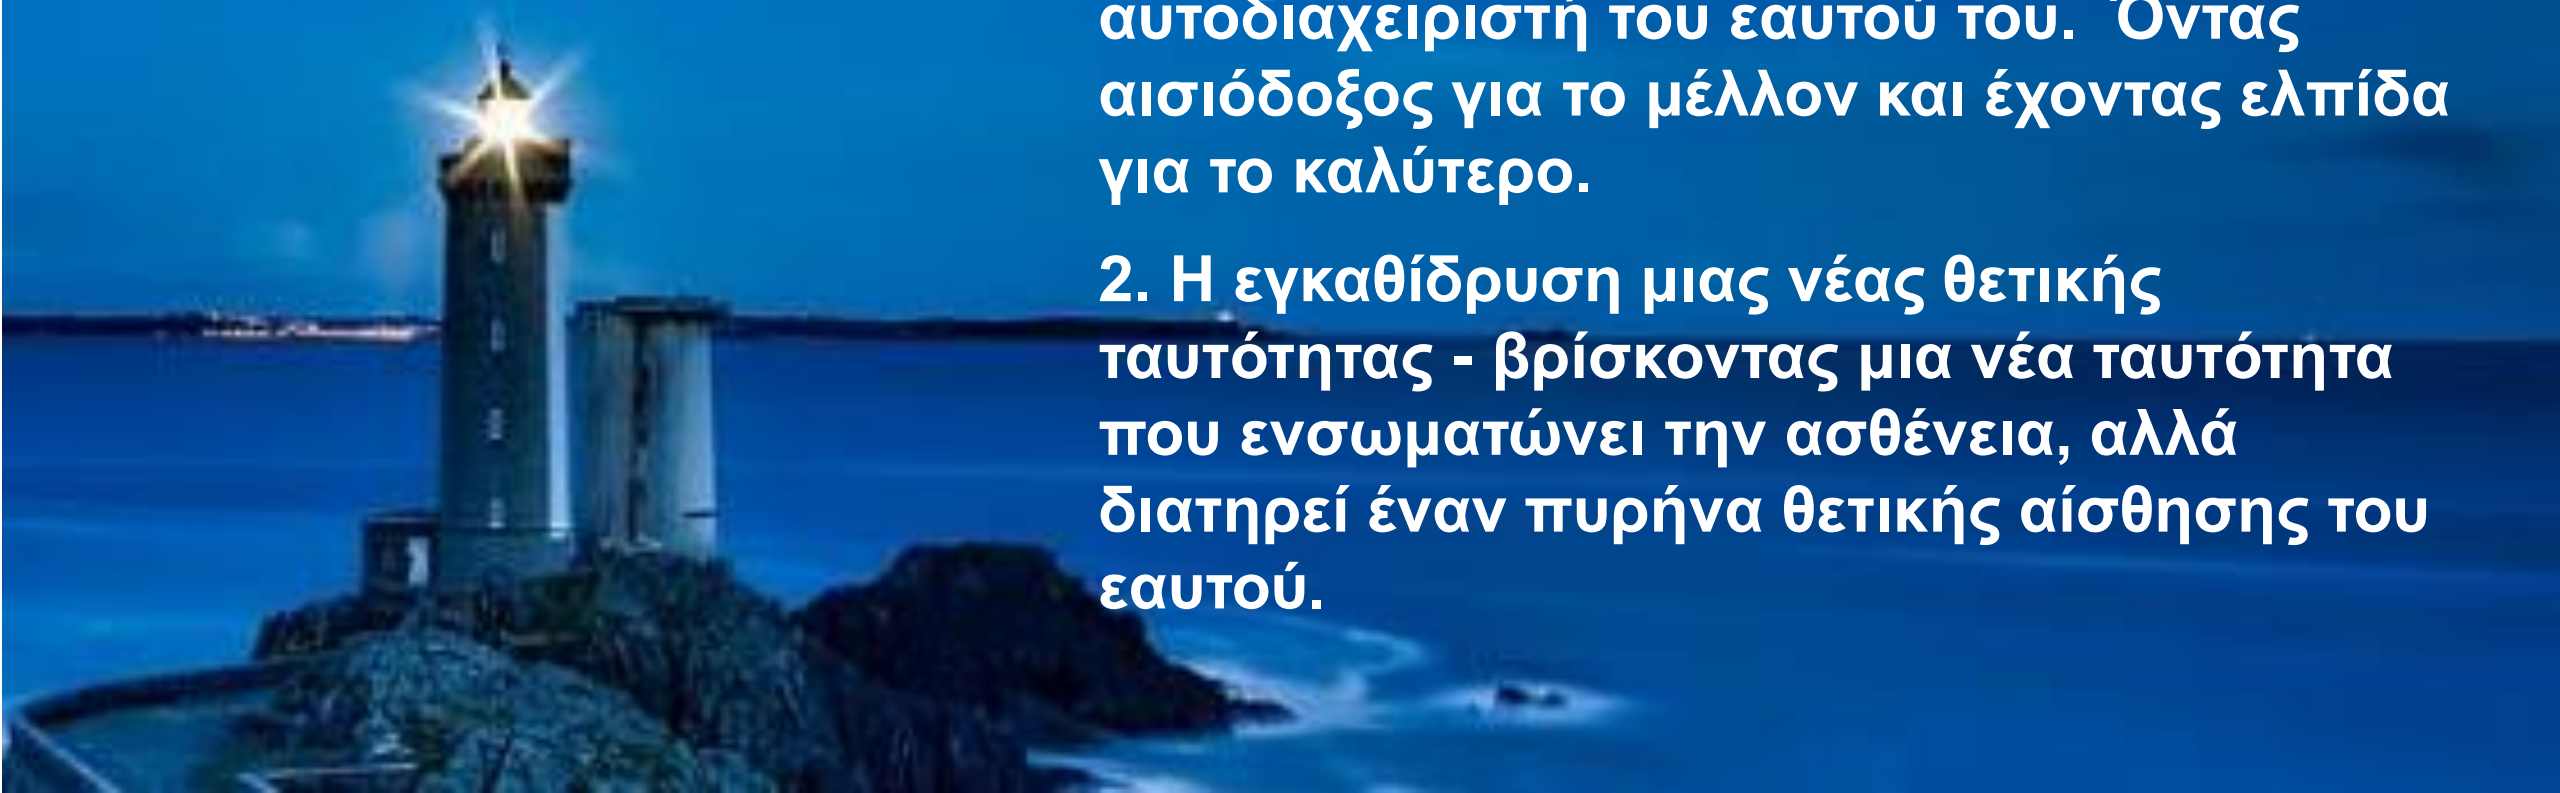 αυτοδιαχειριστή του εαυτού του. Όντας
αισιόδοξος για το μέλλον και έχοντας ελπίδα
για το καλύτερο.
2. Η εγκαθίδρυση μιας νέας θετικής
ταυτότητας - βρίσκοντας μια νέα ταυτότητα
που ενσωματώνει την ασθένεια, αλλά
διατηρεί έναν πυρήνα θετικής αίσθησης του
εαυτού.